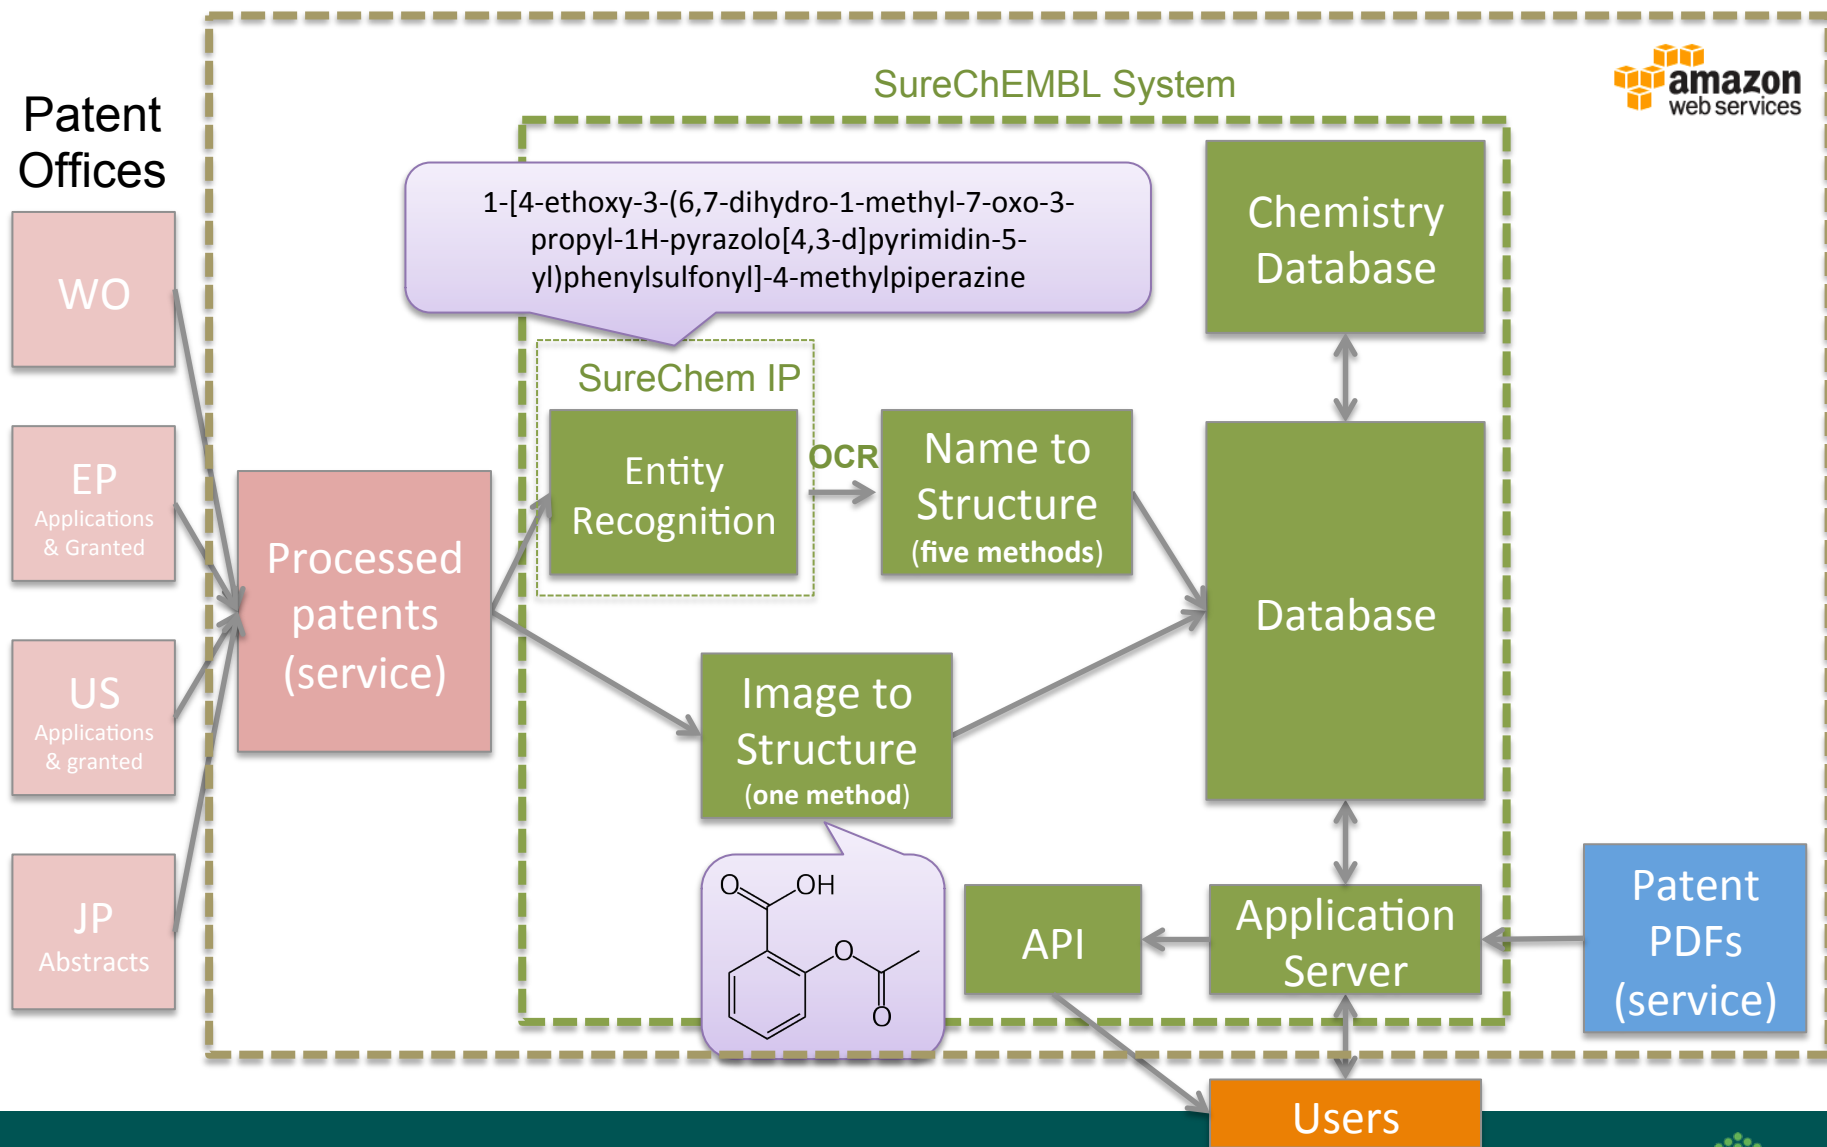 SureChEMBL System
amazon
web services
Patent
Offices
WO
EP
Applications
& Granted
US
Applications
& granted
JP
Abstracts
Processed
patents
(service)
1-[4-ethoxy-3-(6,7-dihydro-1-methyl-7-oxo-3-
propyl-1H-pyrazolo[4,3-d]pyrimidin-5-
yl)phenylsulfonyl]-4-methylpiperazine
SureChem IP
Entity
Recognition
OCR
Name to
Structure
(five methods)
Image to
Structure
(one method)
O
OH
O
O
Chemistry
Database
Database
API
Application
Server
Patent
PDFs
(service)
Users